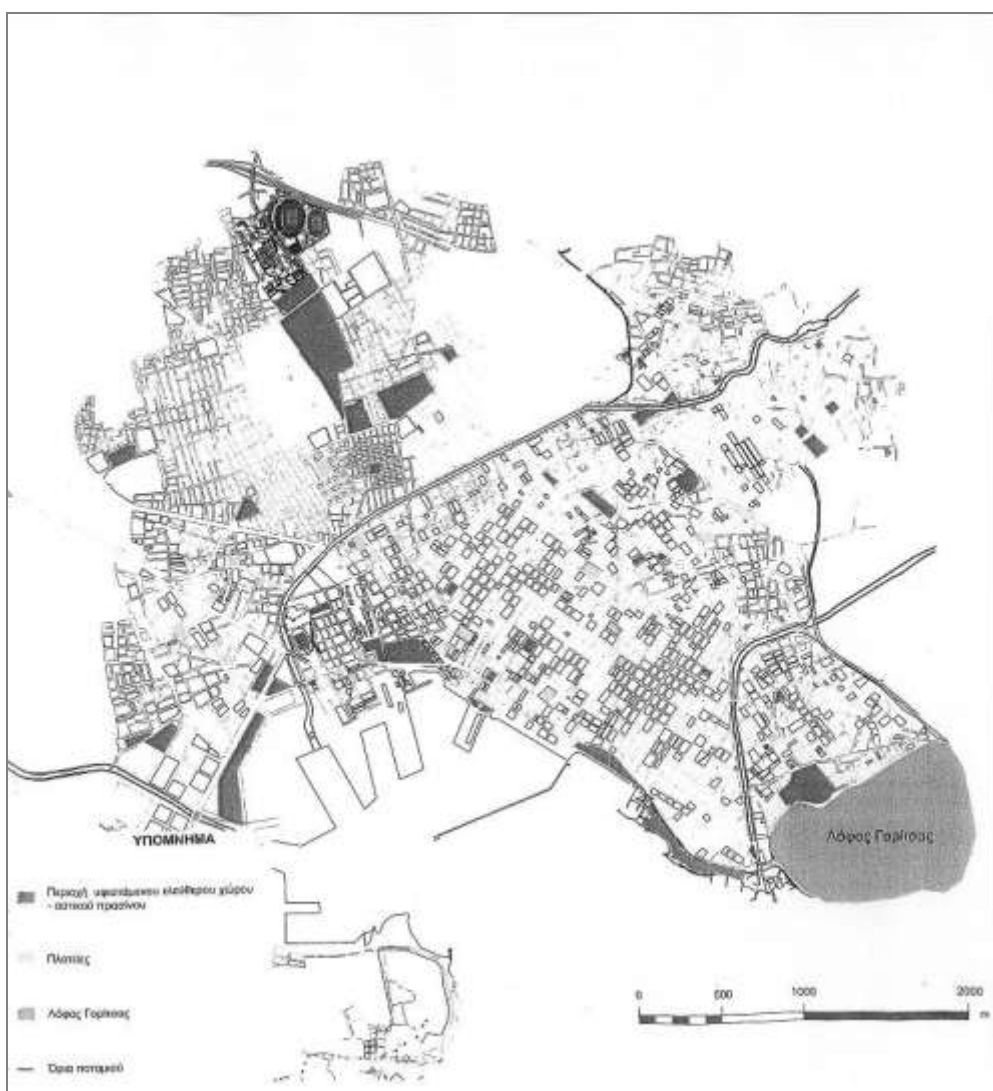 Λόφος Γορίτσας
ΥΠΟΜΝΗΜΑ
Περιοχή υφιστάμενου ελεύθερου χώρου
- αστικού πρασίνου
Πλατείες
Λόφος Γορίτσας
Όρια ποταμού
0 500 1000 2000
m